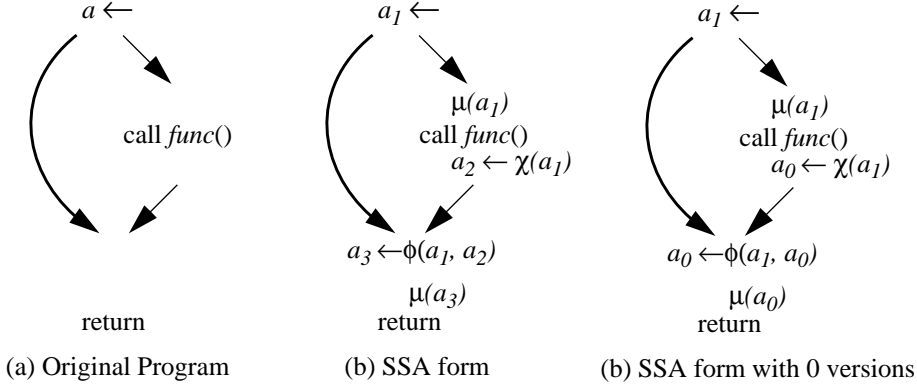 a ←
call func()
return
(a) Original Program
a₁ ←
μ(a₁)
call func()
a₂ ← χ(a₁)
a₃ ←ϕ(a₁, a₂)
μ(a₃)
return
(b) SSA form
a₁ ←
μ(a₁)
call func()
a₀ ← χ(a₁)
a₀ ←ϕ(a₁, a₀)
μ(a₀)
return
(b) SSA form with 0 versions